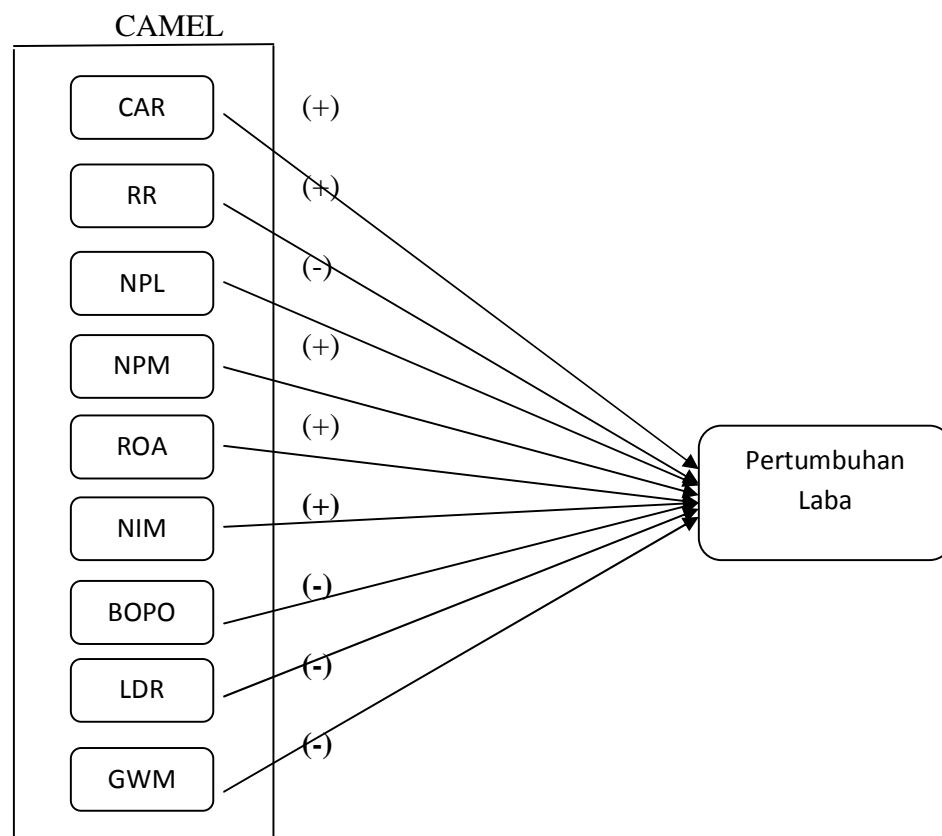 CAMEL
CAR
(+)
RR
(+)
NPL
(-)
NPM
(+)
ROA
(+)
NIM
(+)
BOPO
(-)
LDR
(-)
GWM
(-)
Pertumbuhan
Laba